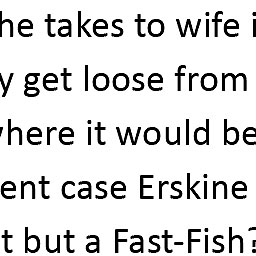 he takes to wife i
y get loose from
where it would be
ent case Erskine
t but a Fast-Fish?